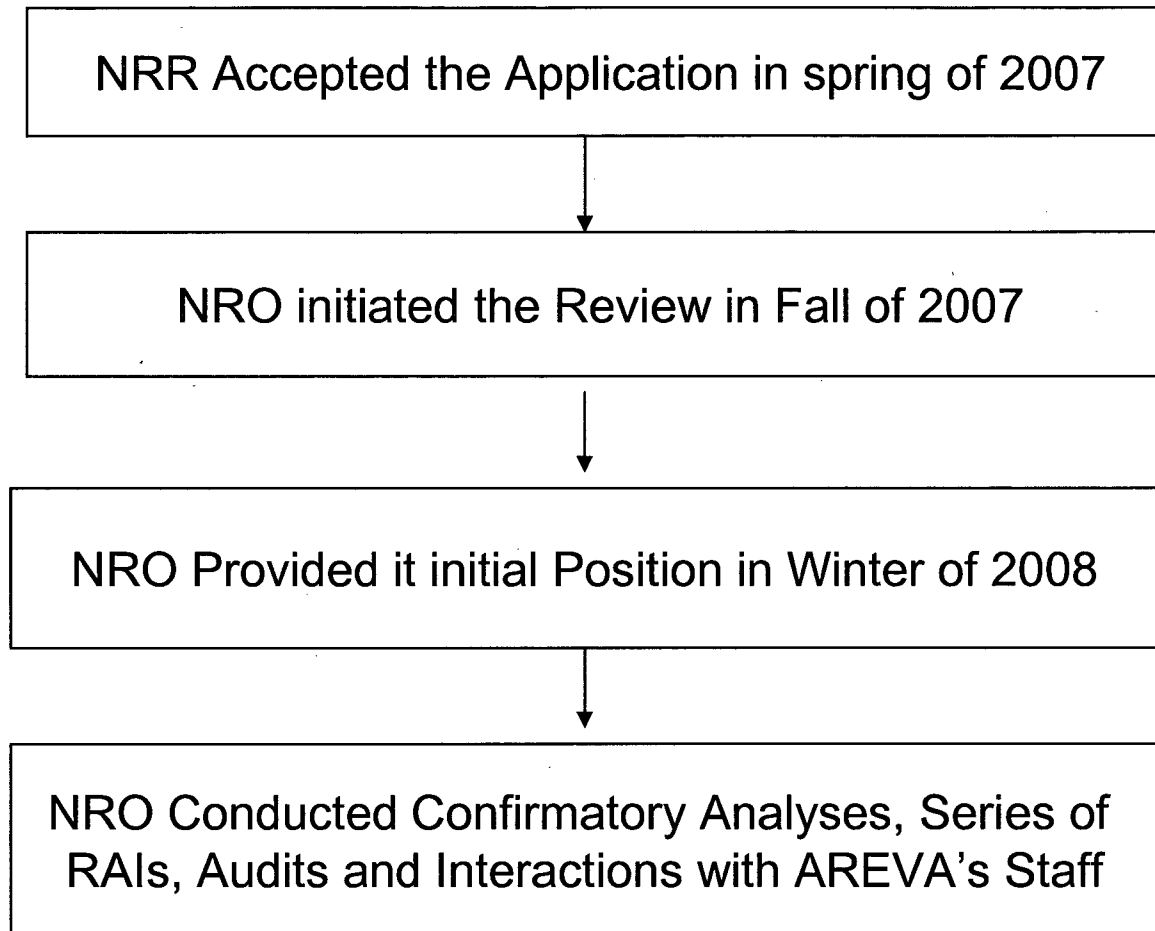 NRR Accepted the Application in spring of 2007
NRO initiated the Review in Fall of 2007
NRO Provided it initial Position in Winter of 2008
NRO Conducted Confirmatory Analyses, Series of
RAIs, Audits and Interactions with AREVA's Staff